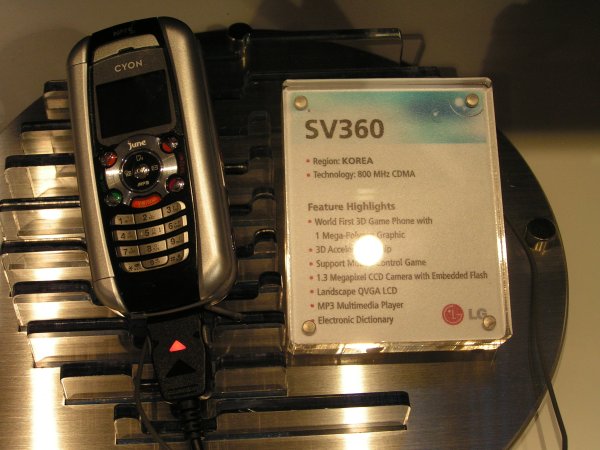 CYON
june
SV360
• Region: KOREA
• Technology: 800 MHz CDMA
Feature Highlights
• World First 3D Game Phone with
1 Mega-Pol Graphic
• 3D
• Support Control Game
• 1.3 Megapixel CCD Camera with Embedded Flash
• Landscape QVGA LCD
• MP3 Multimedia Player
• Electronic Dictionary
LG